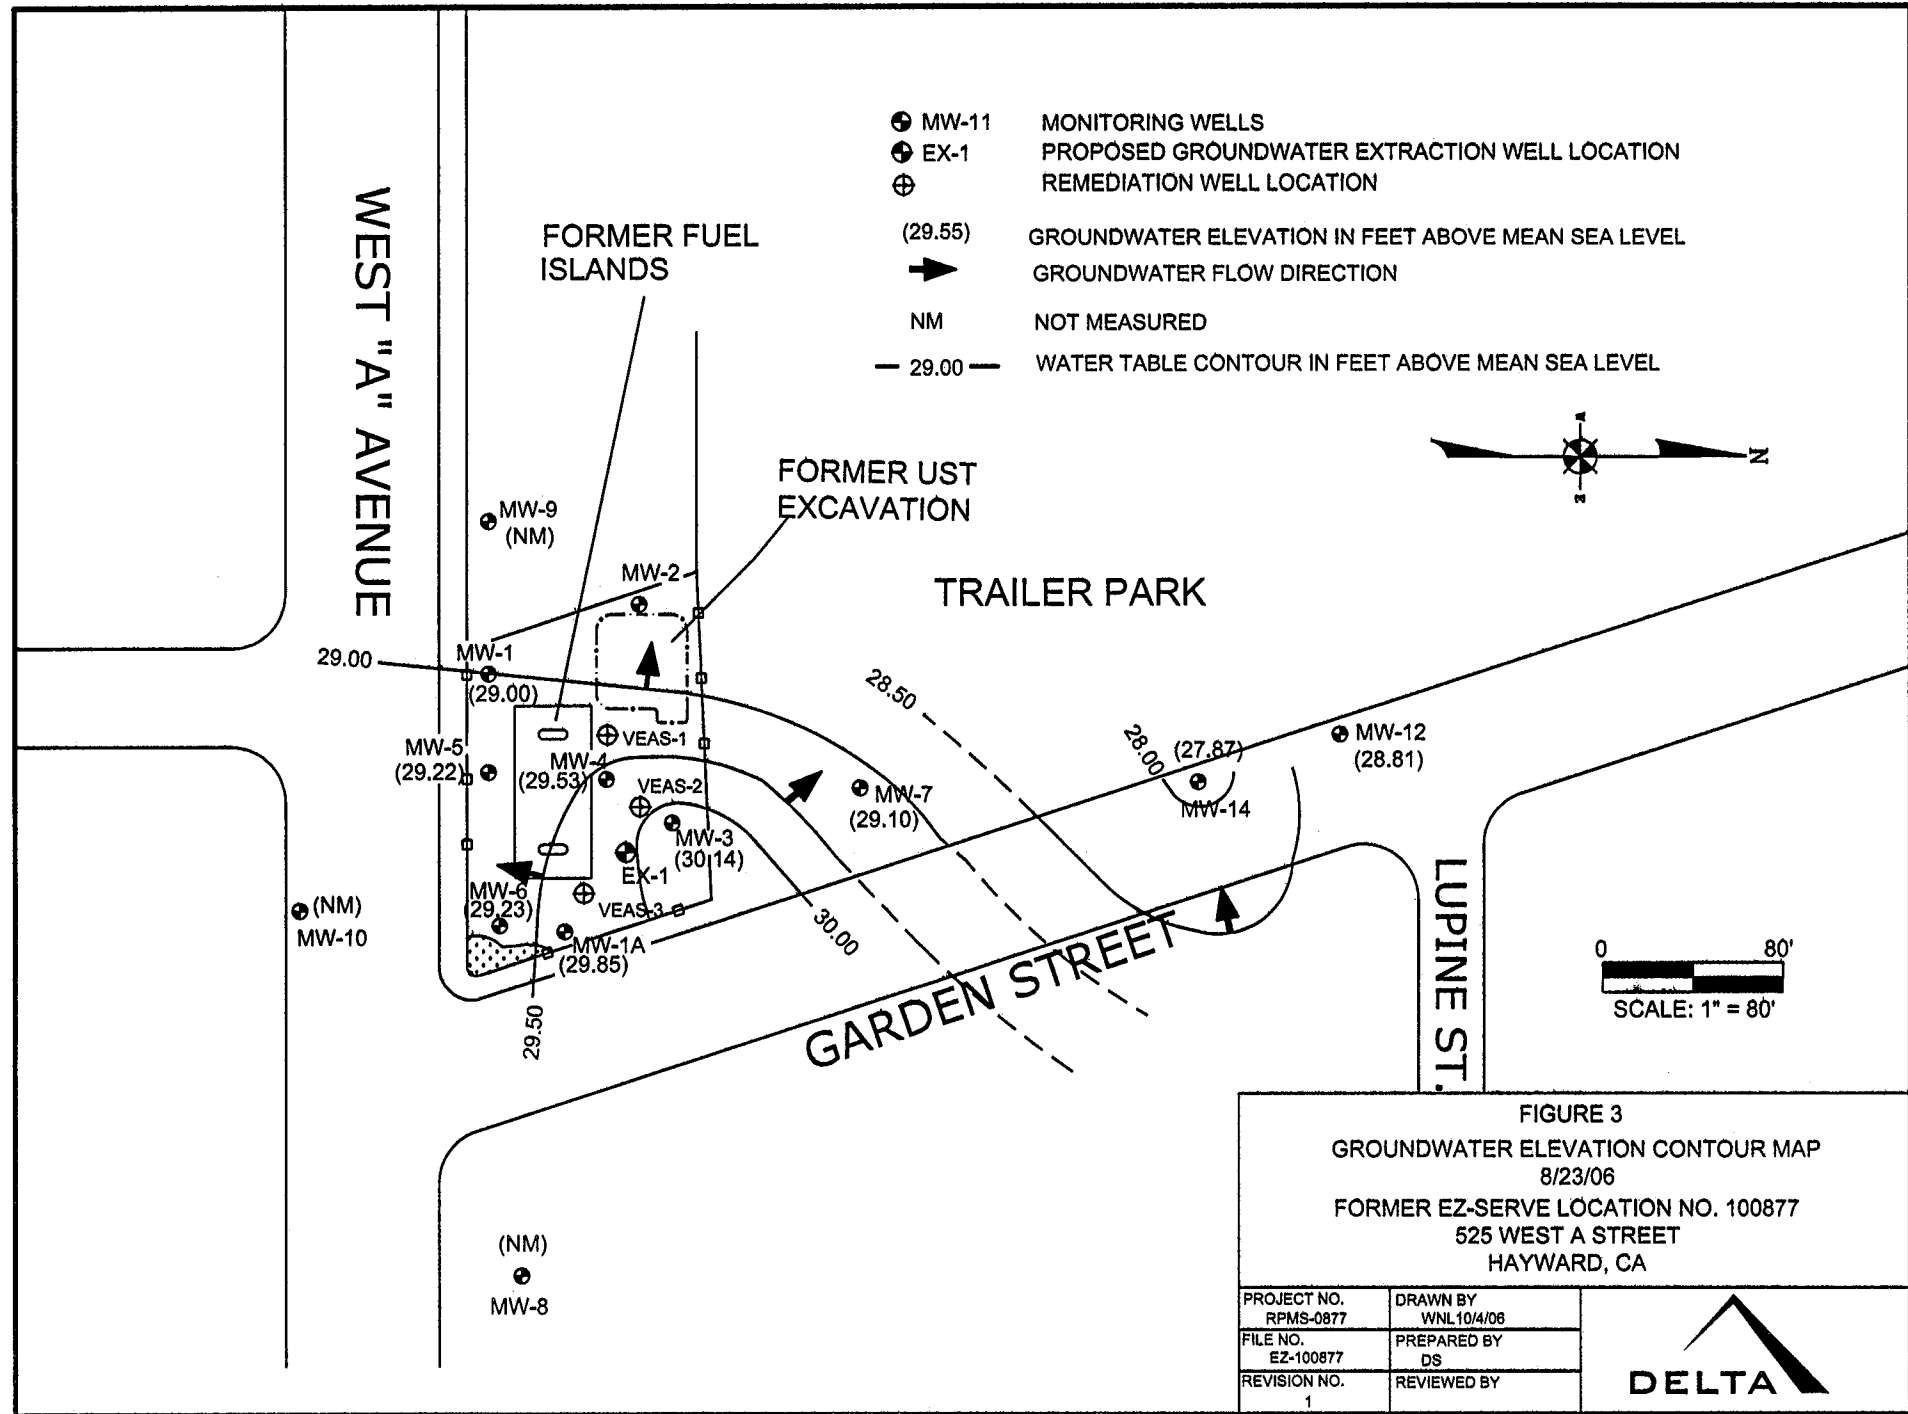 MW-11 MONITORING WELLS
EX-1 PROPOSED GROUNDWATER EXTRACTION WELL LOCATION
REMEDIATION WELL LOCATION
(29.55) GROUNDWATER ELEVATION IN FEET ABOVE MEAN SEA LEVEL
GROUNDWATER FLOW DIRECTION
NM NOT MEASURED
29.00 WATER TABLE CONTOUR IN FEET ABOVE MEAN SEA LEVEL
WEST "A" AVENUE
FORMER FUEL
ISLANDS
N
FORMER UST
EXCAVATION
MW-9
(NM)
MW-2
TRAILER PARK
29.00
MW-1
(29.00)
28.50
VEAS-1
MW-5
(29.22)
MW-4
(29.53)
VEAS-2
MW-7
(29.10)
28.00
(27.87)
MW-14
MW-12
(28.81)
MW-3
(30.14)
EX-1
MW-6
(29.23)
VEAS-3
30.00
(NM)
MW-10
MW-1A
(29.85)
29.50
GARDEN STREET
LUPINE ST.
0 80'
SCALE: 1" = 80'
(NM)
MW-8
FIGURE 3
GROUNDWATER ELEVATION CONTOUR MAP
8/23/06
FORMER EZ-SERVE LOCATION NO. 100877
525 WEST A STREET
HAYWARD, CA
PROJECT NO.
RPMS-0877
DRAWN BY
WNL 10/4/06
FILE NO.
EZ-100877
PREPARED BY
DS
REVISION NO.
1
REVIEWED BY
DELTA